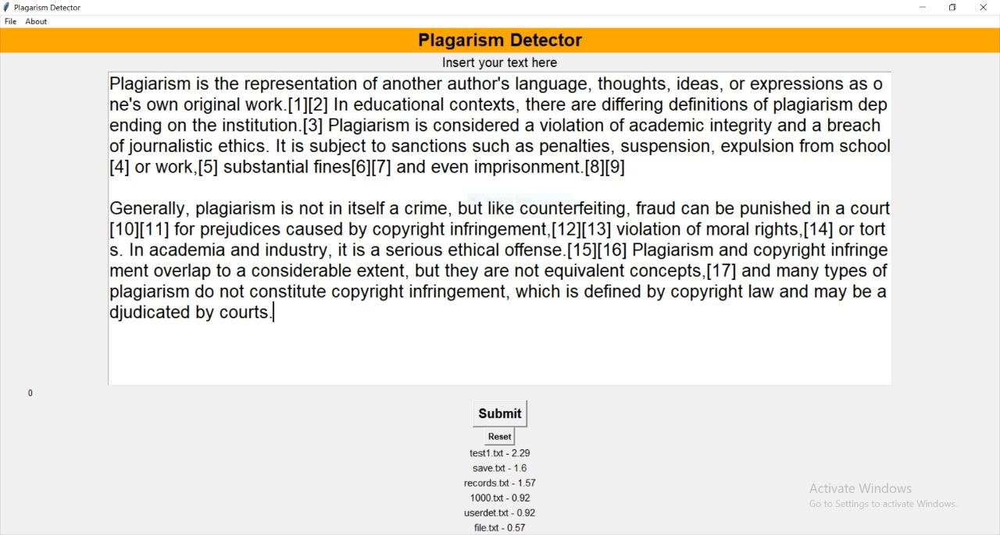 Plagarism Detector
File About
Plagarism Detector
Insert your text here
Plagiarism is the representation of another author's language, thoughts, ideas, or expressions as o
ne's own original work.[1][2] In educational contexts, there are differing definitions of plagiarism dep
ending on the institution.[3] Plagiarism is considered a violation of academic integrity and a breach
of journalistic ethics. It is subject to sanctions such as penalties, suspension, expulsion from school
[4] or work,[5] substantial fines[6][7] and even imprisonment.[8][9]
Generally, plagiarism is not in itself a crime, but like counterfeiting, fraud can be punished in a court
[10][11] for prejudices caused by copyright infringement,[12][13] violation of moral rights,[14] or tort
s. In academia and industry, it is a serious ethical offense.[15][16] Plagiarism and copyright infringe
ment overlap to a considerable extent, but they are not equivalent concepts,[17] and many types of
plagiarism do not constitute copyright infringement, which is defined by copyright law and may be a
djudicated by courts.
0
Submit
Reset
test1.txt - 2.29
save.txt - 1.6
records.txt - 1.57
1000.txt - 0.92
userdet.txt - 0.92
file.txt - 0.57
Activate Windows
Go to Settings to activate Windows.